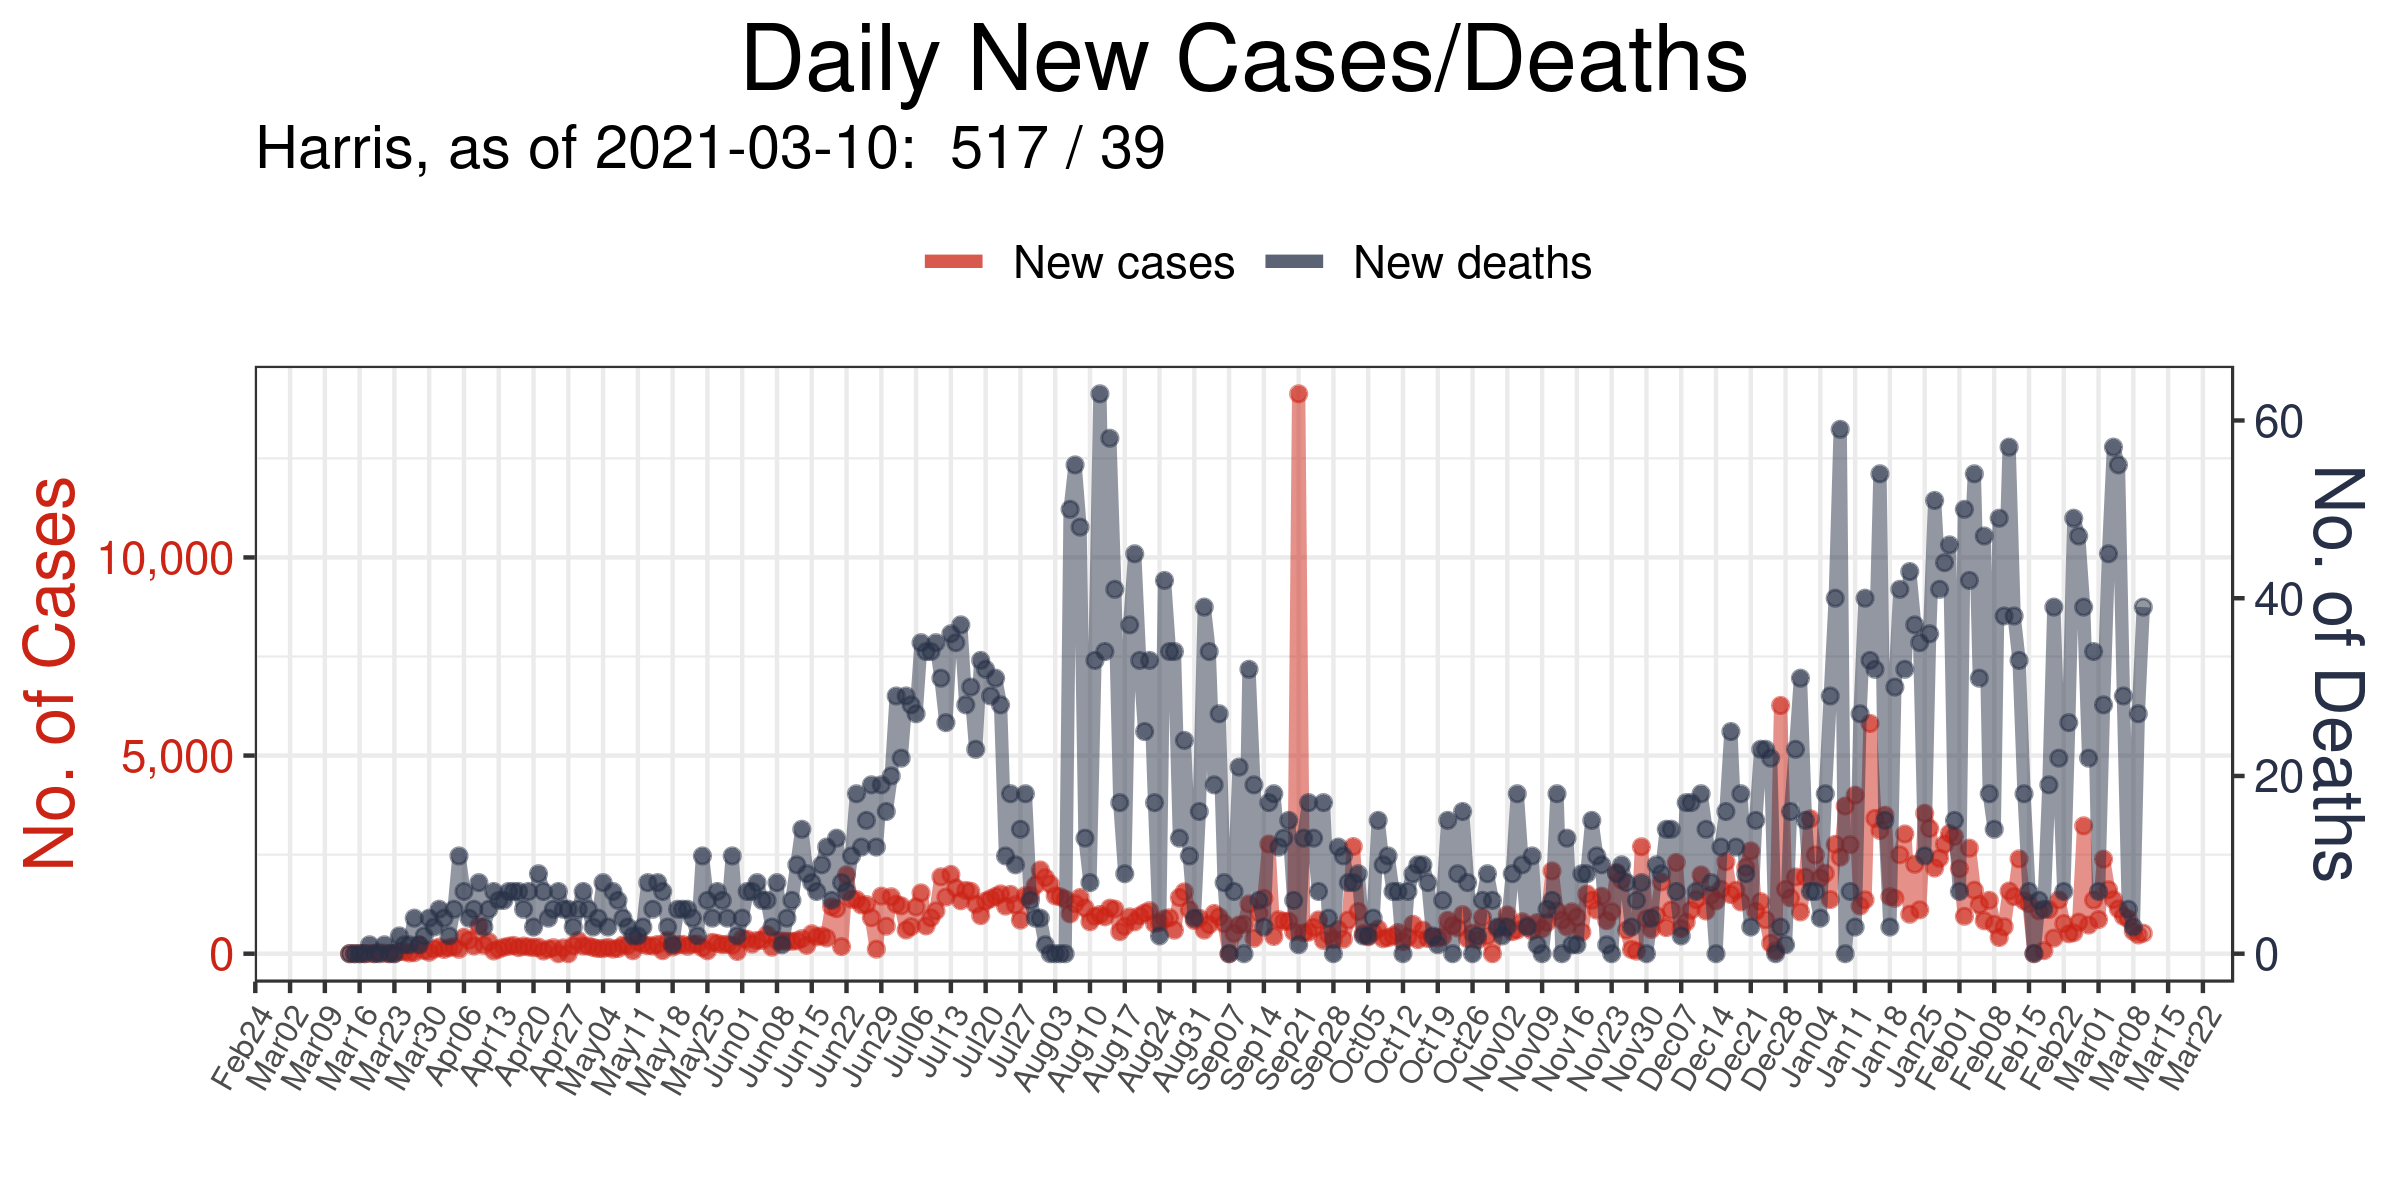 Daily New Cases/Deaths
Harris, as of 2021-03-10:  517 / 39
New cases
New deaths
No. of Cases
10,000
5,000
0
60
40
20
0
No. of Deaths
Feb24
Mar02
Mar09
Mar16
Mar23
Mar30
Apr06
Apr13
Apr20
Apr27
May04
May11
May18
May25
Jun01
Jun08
Jun15
Jun22
Jun29
Jul06
Jul13
Jul20
Jul27
Aug03
Aug10
Aug17
Aug24
Aug31
Sep07
Sep14
Sep21
Sep28
Oct05
Oct12
Oct19
Oct26
Nov02
Nov09
Nov16
Nov23
Nov30
Dec07
Dec14
Dec21
Dec28
Jan04
Jan11
Jan18
Jan25
Feb01
Feb08
Feb15
Feb22
Mar01
Mar08
Mar15
Mar22